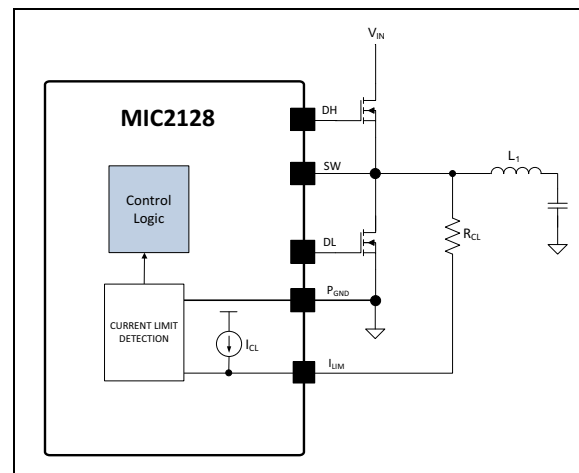 V_IN
MIC2128
DH
SW
L_1
Control
Logic
DL
R_CL
P_GND
CURRENT LIMIT
DETECTION
I_CL
I_LIM